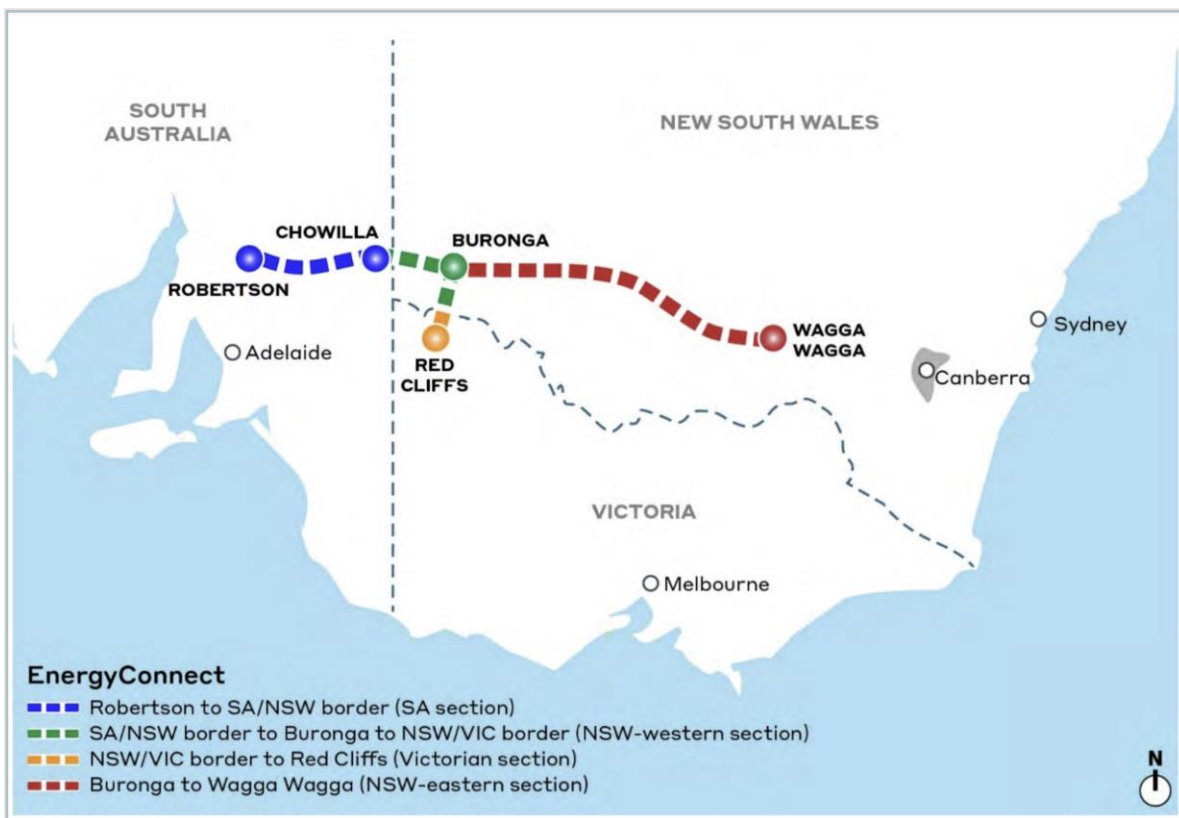 SOUTH
AUSTRALIA
NEW SOUTH WALES
CHOWILLA
BURONGA
ROBERTSON
Sydney
WAGGA
WAGGA
Adelaide
RED
CLIFFS
Canberra
VICTORIA
Melbourne
EnergyConnect
Robertson to SA/NSW border (SA section)
SA/NSW border to Buronga to NSW/VIC border (NSW-western section)
NSW/VIC border to Red Cliffs (Victorian section)
Buronga to Wagga Wagga (NSW-eastern section)
N